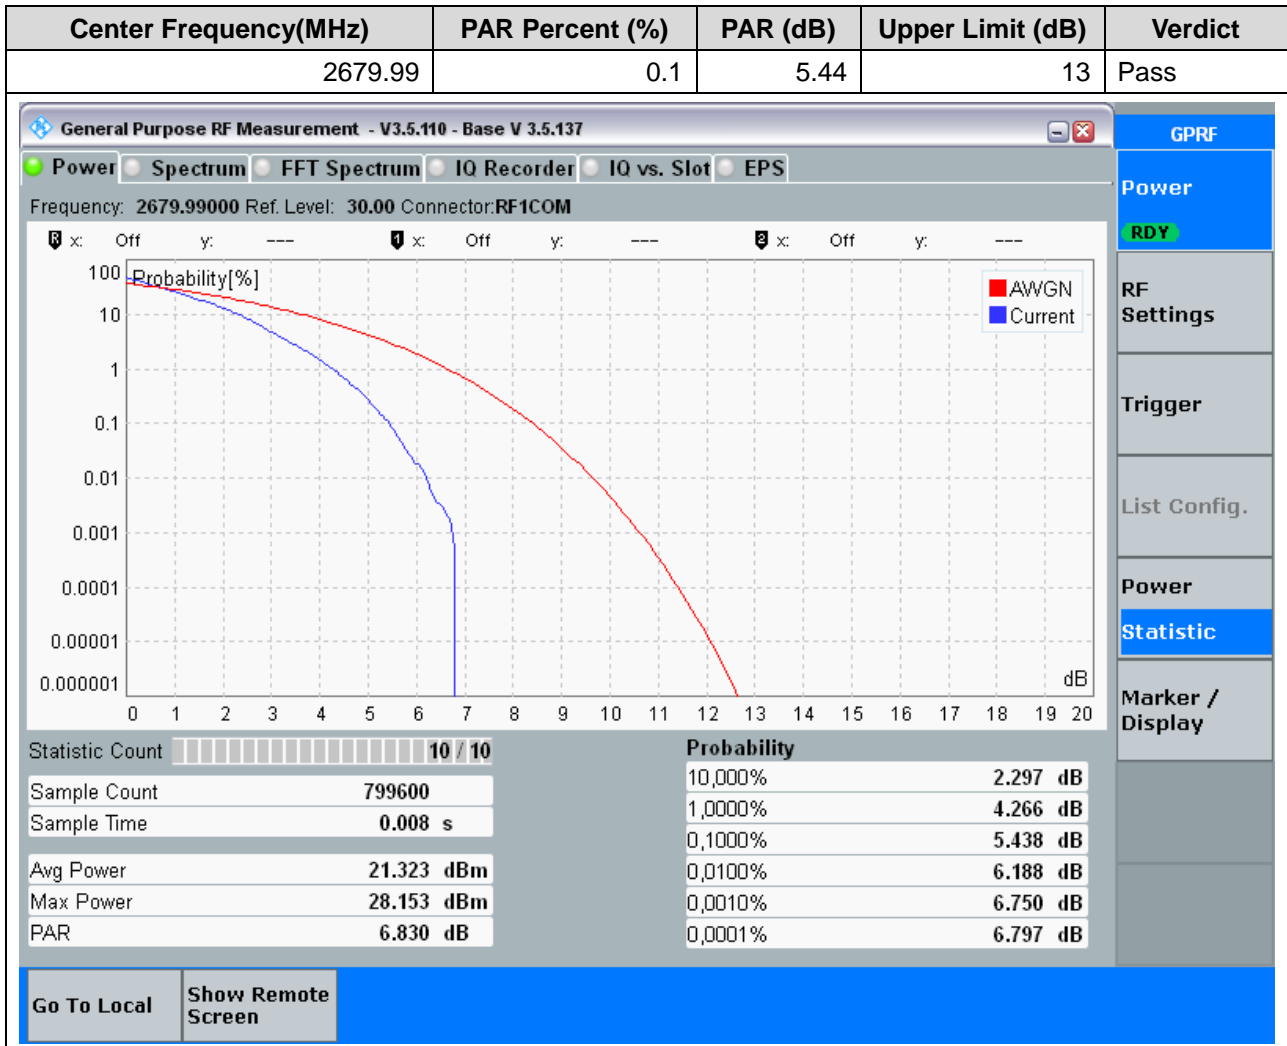 Center Frequency(MHz) PAR Percent (%) PAR (dB) Upper Limit (dB) Verdict
2679.99 0.1 5.44 13 Pass
General Purpose RF Measurement - V3.5.110 - Base V 3.5.137
GPRF
Power Spectrum FFT Spectrum IQ Recorder IQ vs. Slot EPS
Power
RDY
Frequency: 2679.99000 Ref. Level: 30.00 Connector:RF1COM
R x: Off y: --- 1 x: Off y: --- 2 x: Off y: ---
Probability[%]
AWGN
Current
100
10
1
0.1
0.01
0.001
0.0001
0.00001
0.000001
dB
0 1 2 3 4 5 6 7 8 9 10 11 12 13 14 15 16 17 18 19 20
RF
Settings
Trigger
List Config.
Power
Statistic
Marker /
Display
Statistic Count 10 / 10
Sample Count 799600
Sample Time 0.008 s
Avg Power 21.323 dBm
Max Power 28.153 dBm
PAR 6.830 dB
Probability
10,000% 2.297 dB
1,0000% 4.266 dB
0,1000% 5.438 dB
0,0100% 6.188 dB
0,0010% 6.750 dB
0,0001% 6.797 dB
Go To Local
Show Remote
Screen